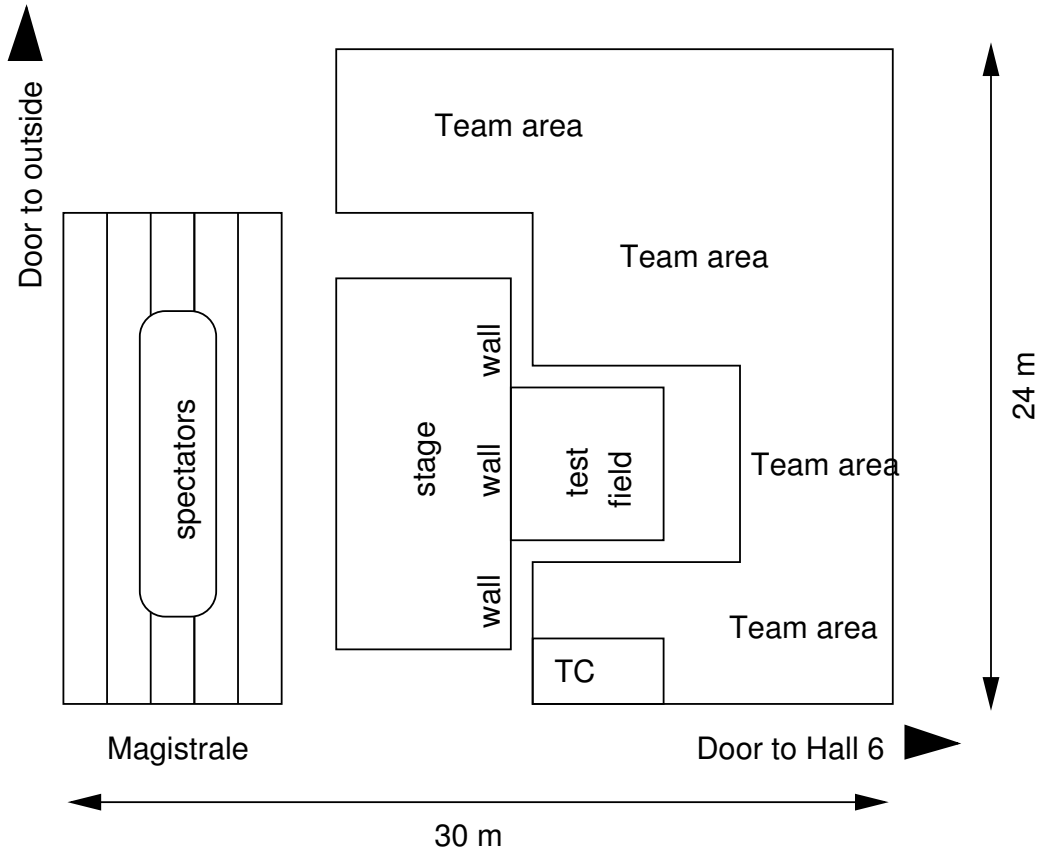 Door to outside
Team area
Team area
wall
24 m
spectators
stage
wall
test
field
Team area
wall
Team area
TC
Magistrale
Door to Hall 6
30 m